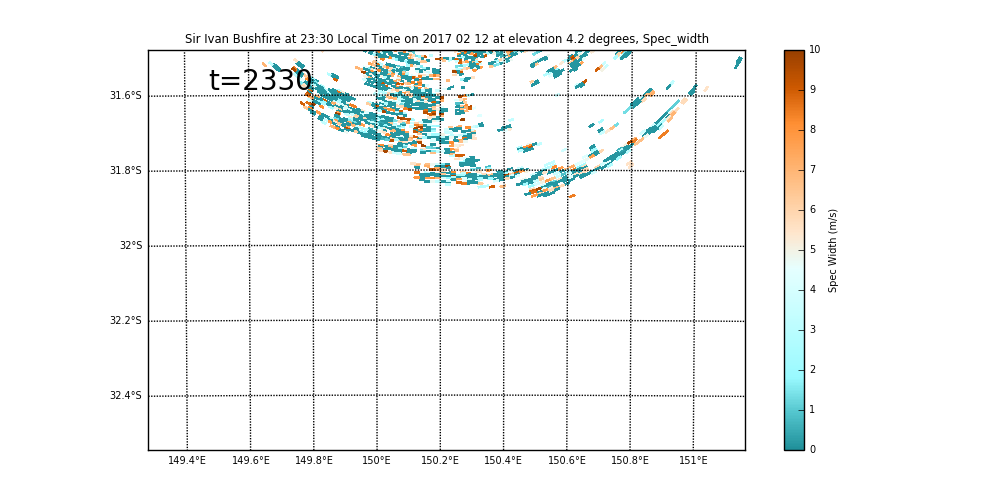 Sir Ivan Bushfire at 23:30 Local Time on 2017 02 12 at elevation 4.2 degrees, Spec_width
t=2330
31.6°S
31.8°S
32°S
32.2°S
32.4°S
149.4°E 149.6°E 149.8°E 150°E 150.2°E 150.4°E 150.6°E 150.8°E 151°E
10
9
8
7
6
5
4
3
2
1
0
Spec Width (m/s)